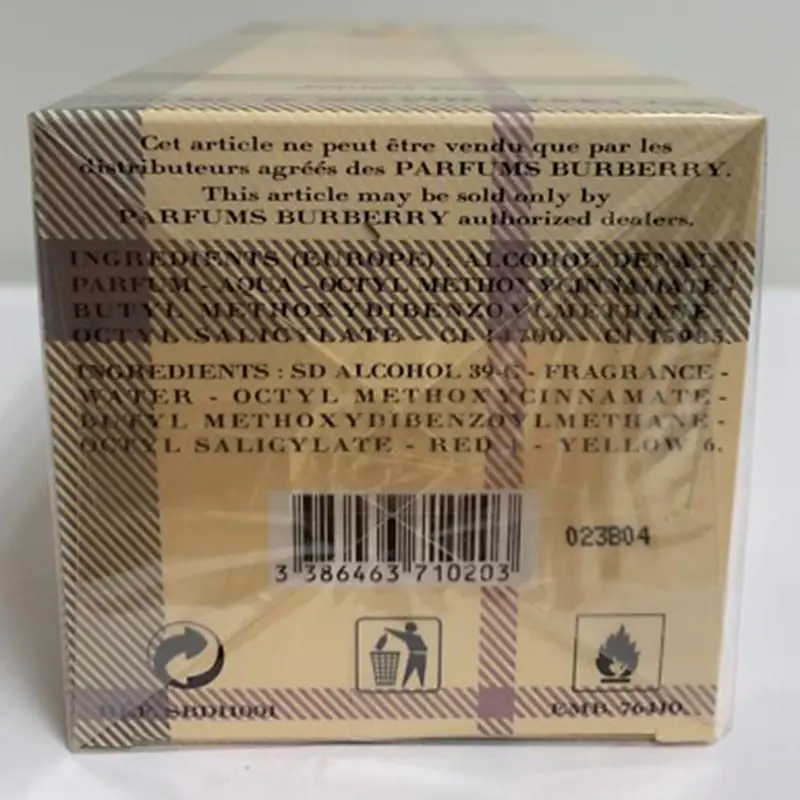 Cet article ne peut être vendu que par les
distributeurs agréés des PARFUMS BURBERRY.
This article may be sold only by
PARFUMS BURBERRY authorized dealers.
INGREDIENTS (EUROPE) : ALCOHOL DENAT. -
PARFUM - AQUA - OCTYL METHOXYCINNAMATE -
BUTYL METHOXYDIBENZOYLMETHANE -
OCTYL SALICYLATE - CI 14700 - CI 15985.
INGREDIENTS : SD ALCOHOL 39-C - FRAGRANCE -
WATER - OCTYL METHOXYCINNAMATE -
BUTYL METHOXYDIBENZOYLMETHANE -
OCTYL SALICYLATE - RED 4 - YELLOW 6.
023B04
3 386463 710203
REF. EMB. 76440.